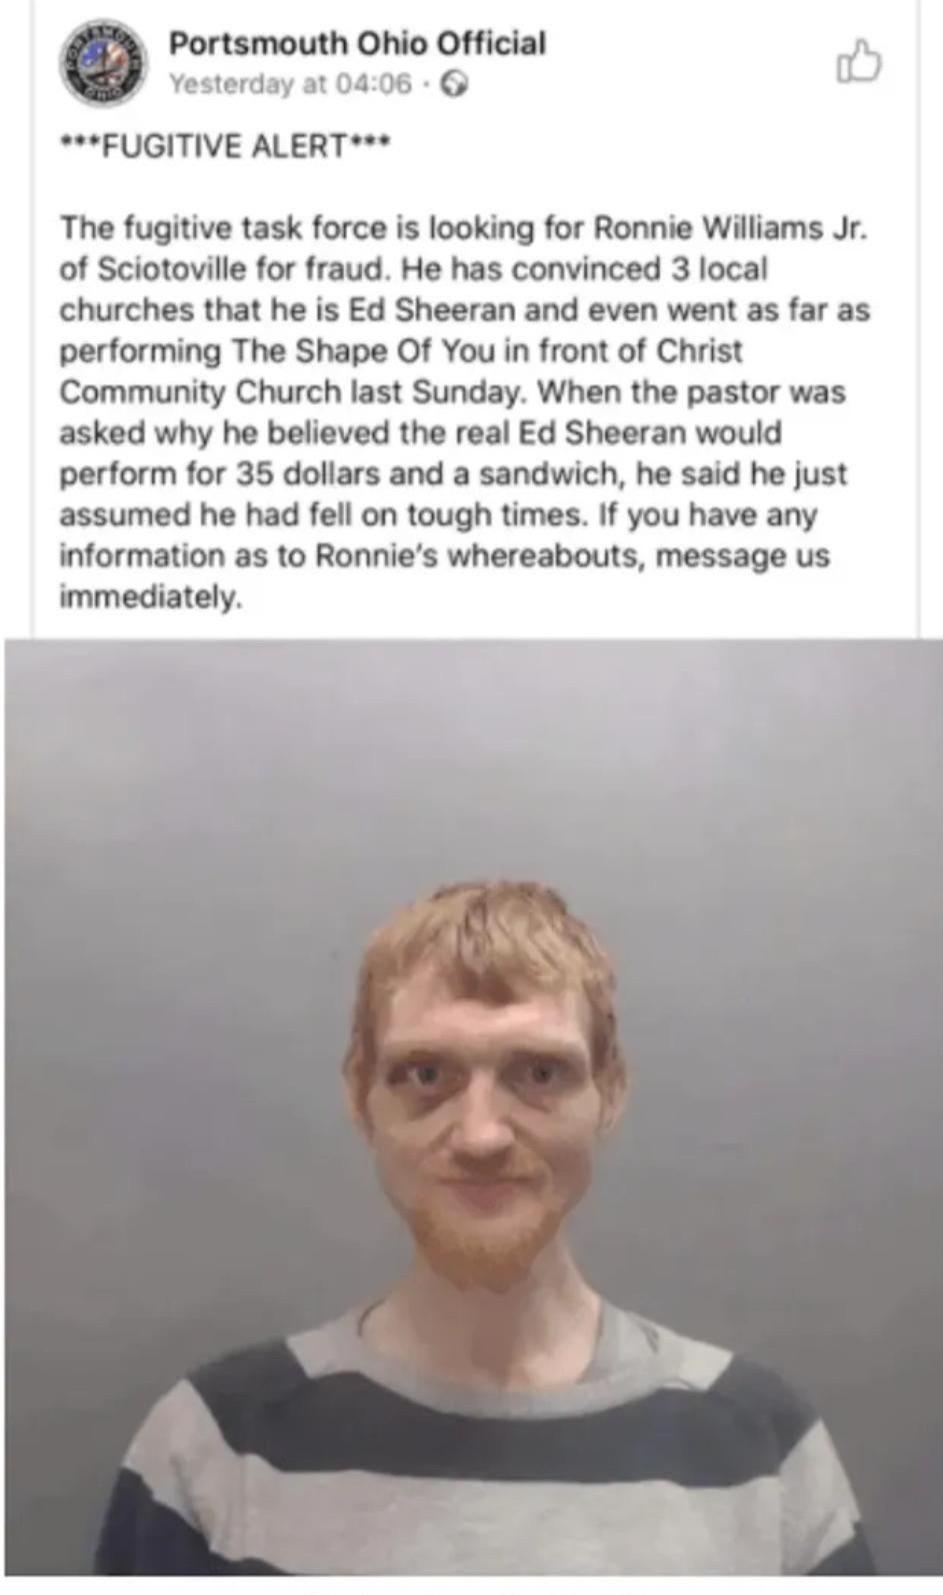 Portsmouth Ohio Official
Yesterday at 04:06 ·
***FUGITIVE ALERT***
The fugitive task force is looking for Ronnie Williams Jr.
of Sciotoville for fraud. He has convinced 3 local
churches that he is Ed Sheeran and even went as far as
performing The Shape Of You in front of Christ
Community Church last Sunday. When the pastor was
asked why he believed the real Ed Sheeran would
perform for 35 dollars and a sandwich, he said he just
assumed he had fell on tough times. If you have any
information as to Ronnie's whereabouts, message us
immediately.